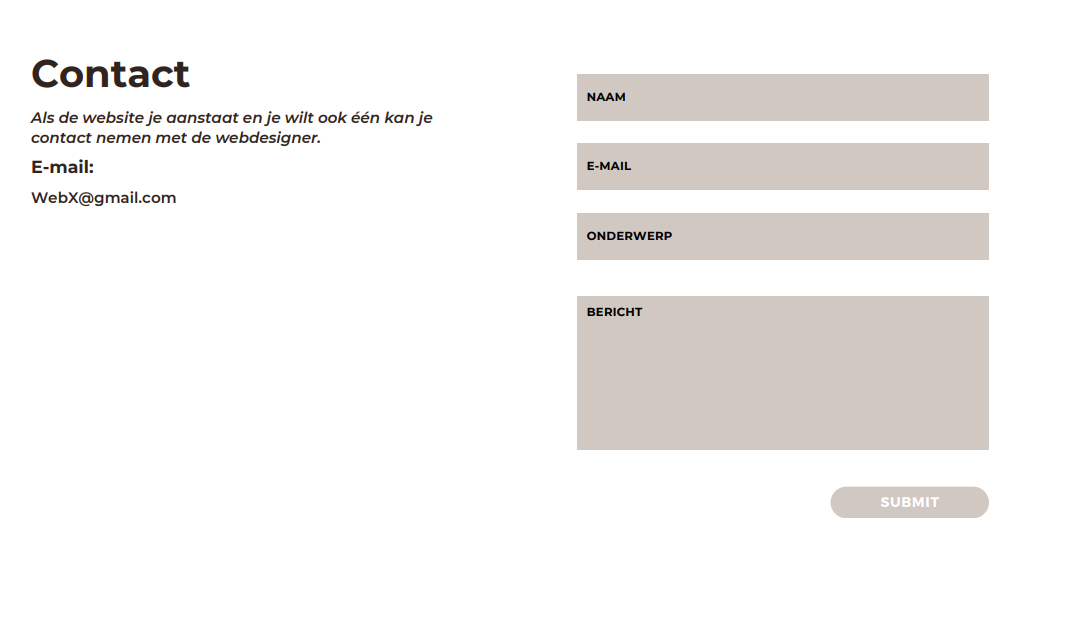 Contact
Als de website je aanstaat en je wilt ook één kan je
contact nemen met de webdesigner.
E-mail:
WebX@gmail.com
NAAM
E-MAIL
ONDERWERP
BERICHT
SUBMIT